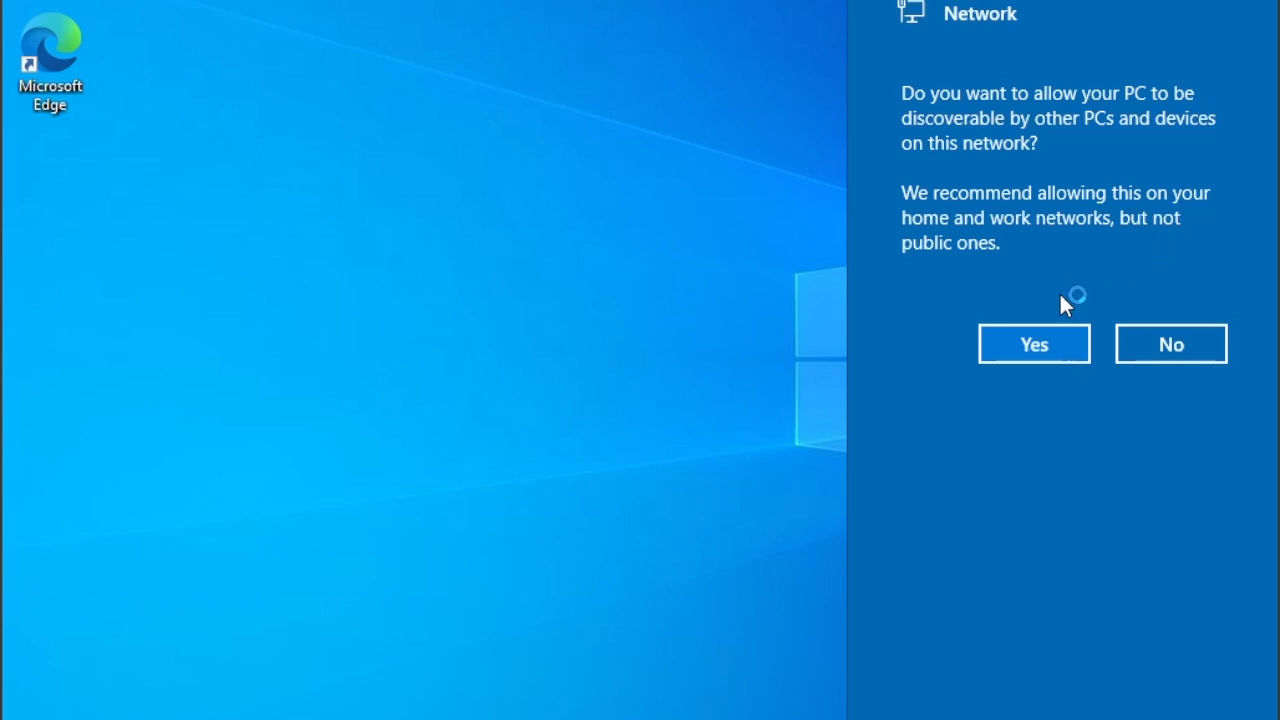 Microsoft
Edge
Network
Do you want to allow your PC to be
discoverable by other PCs and devices
on this network?
We recommend allowing this on your
home and work networks, but not
public ones.
Yes
No